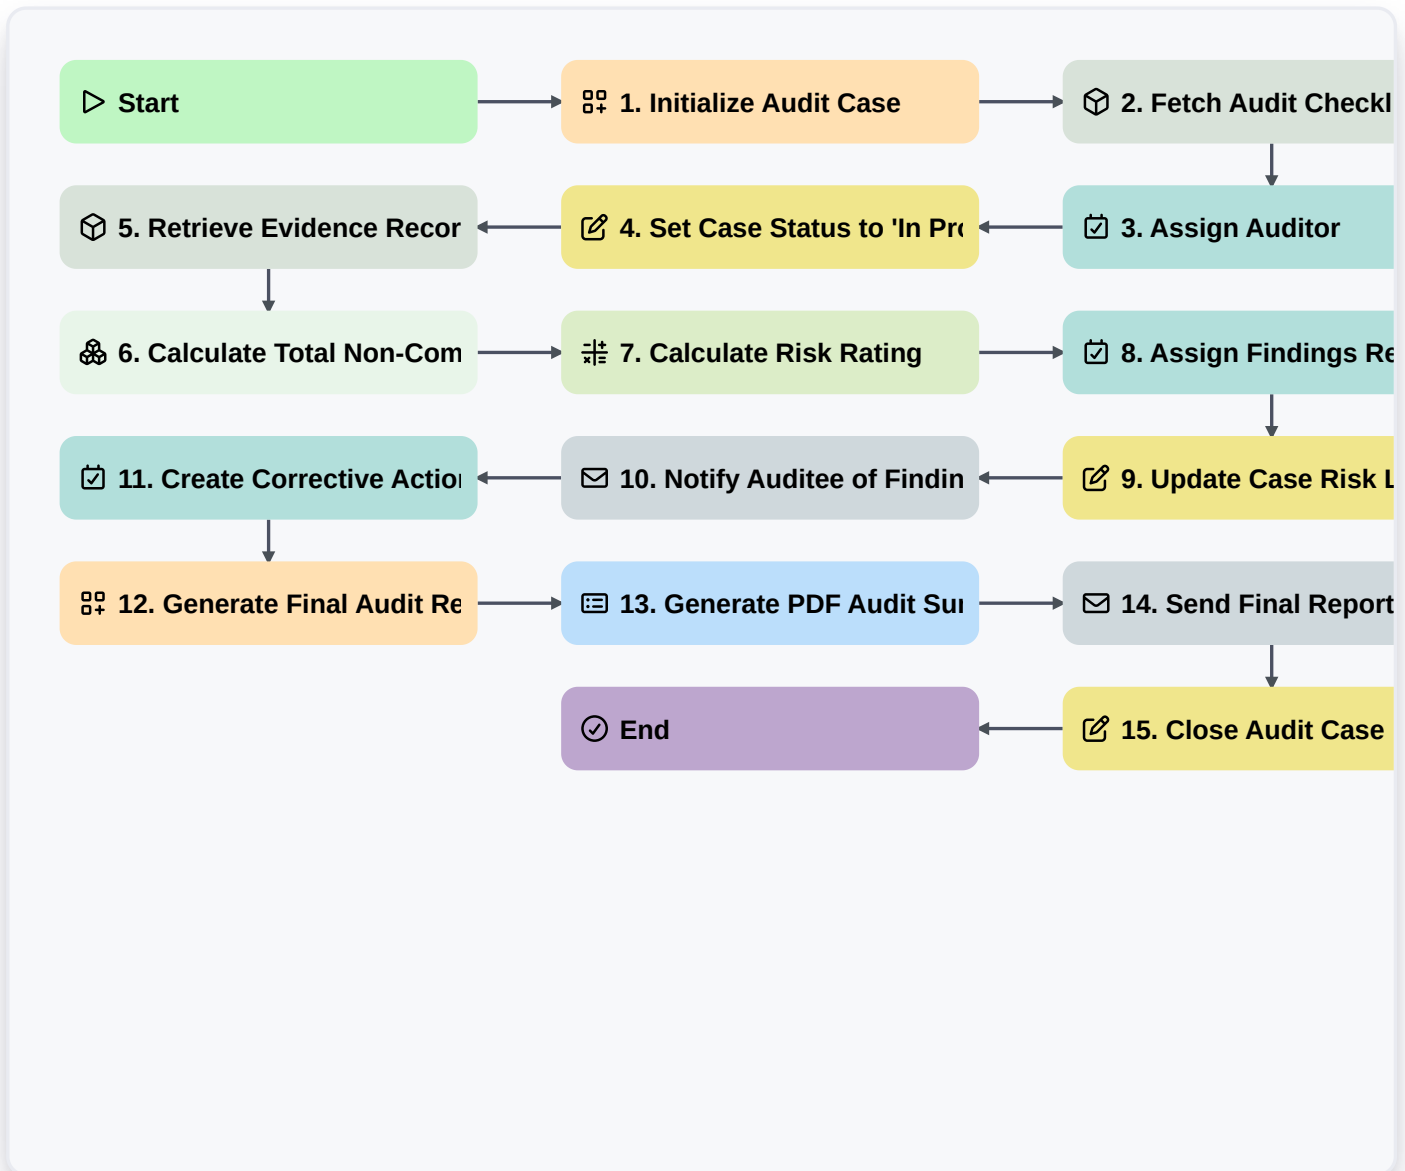 Start
1. Initialize Audit Case
2. Fetch Audit Checkl
3. Assign Auditor
4. Set Case Status to 'In Pro
5. Retrieve Evidence Recor
6. Calculate Total Non-Com
7. Calculate Risk Rating
8. Assign Findings Re
9. Update Case Risk L
10. Notify Auditee of Findin
11. Create Corrective Action
12. Generate Final Audit Re
13. Generate PDF Audit Sum
14. Send Final Report
15. Close Audit Case
End